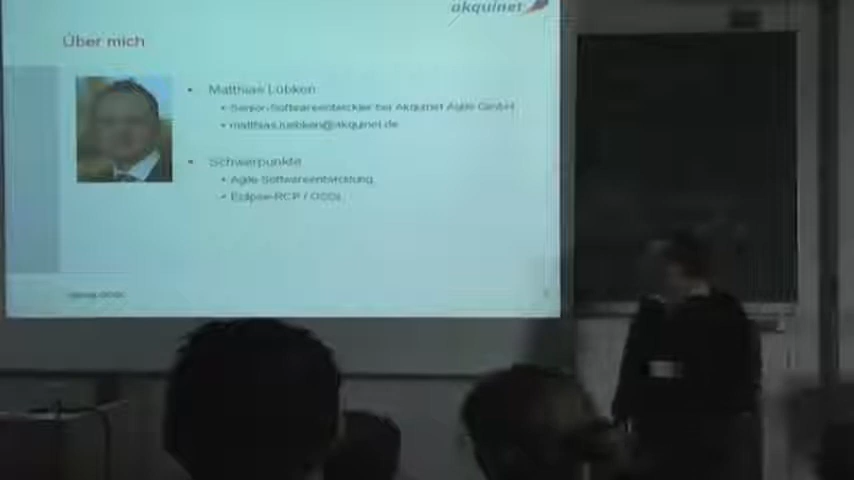 akquinet
Über mich
Matthias Lübken
Senior-Softwareentwickler bei Akquinet Agile GmbH
matthias.luebken@akquinet.de
Schwerpunkte
Agile Softwareentwicklung
Eclipse-RCP / OSGi